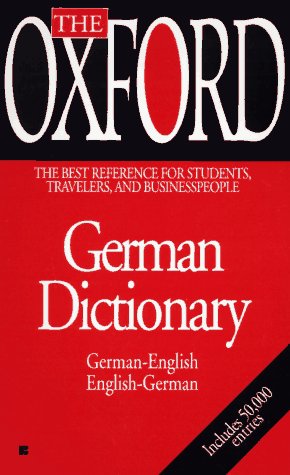 THE
OXFORD
THE BEST REFERENCE FOR STUDENTS,
TRAVELERS, AND BUSINESSPEOPLE
German
Dictionary
German-English
English-German
Includes 50,000
entries